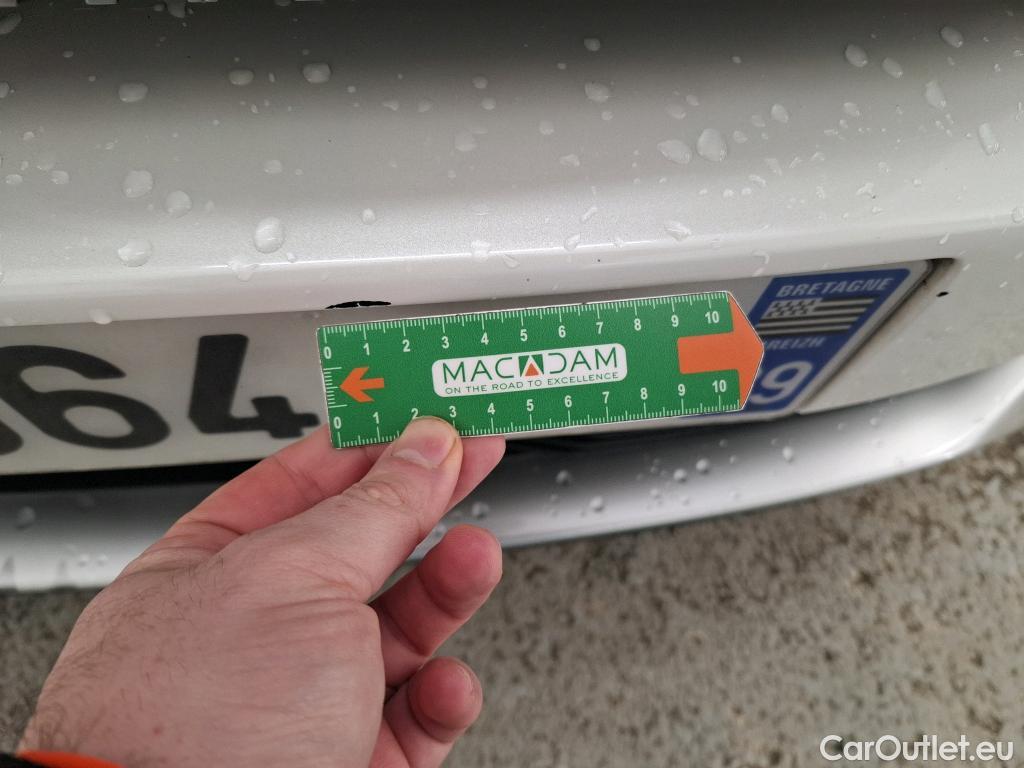 BRETAGNE
BREIZH
64
29
0 1 2 3 4 5 6 7 8 9 10
MACADAM
ON THE ROAD TO EXCELLENCE
0 1 2 3 4 5 6 7 8 9 10
CarOutlet.eu